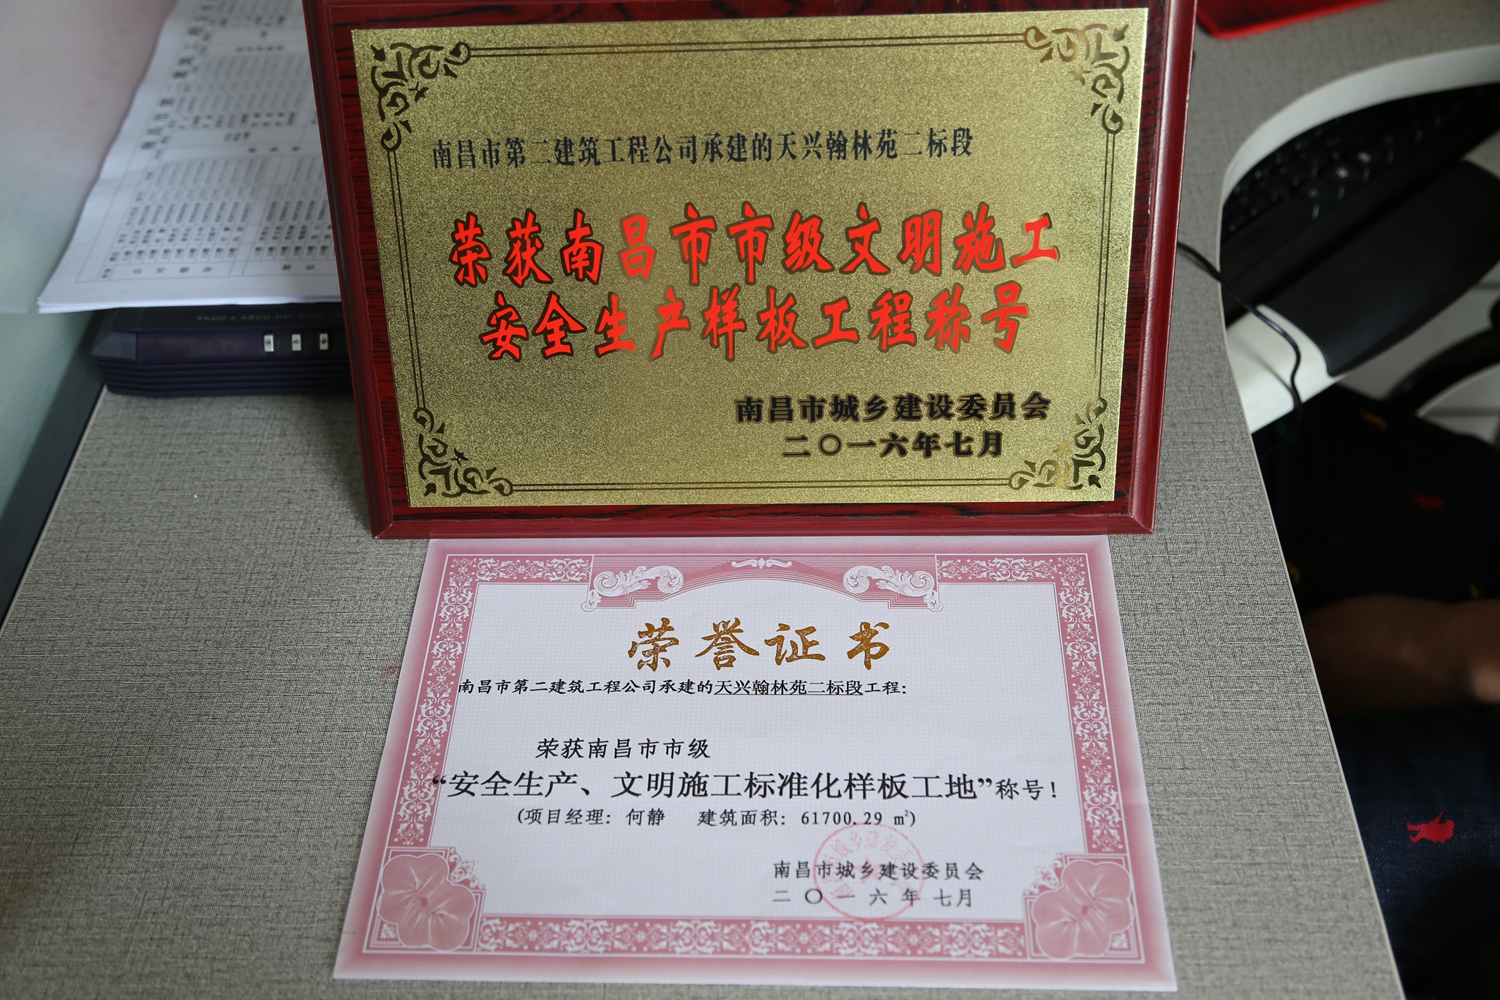 南昌市第二建筑工程公司承建的天兴翰林苑二标段
荣获南昌市市级文明施工
安全生产样板工程称号
南昌市城乡建设委员会
二〇一六年七月
荣誉证书
南昌市第二建筑工程公司承建的天兴翰林苑二标段工程：
荣获南昌市市级
“安全生产、文明施工标准化样板工地”称号！
(项目经理：何静 建筑面积：61700.29 m²)
南昌市城乡建设委员会
二〇一六年七月